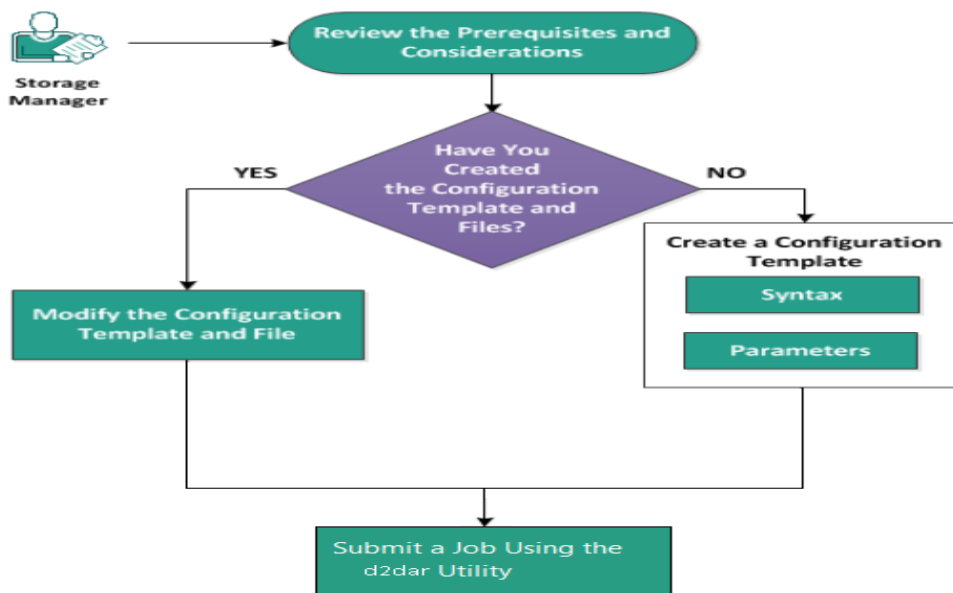 Review the Prerequisites and
Considerations
Storage
Manager
Have You
Created
the Configuration
Template and
Files?
YES
NO
Create a Configuration
Template
Syntax
Parameters
Modify the Configuration
Template and File
Submit a Job Using the
d2dar Utility